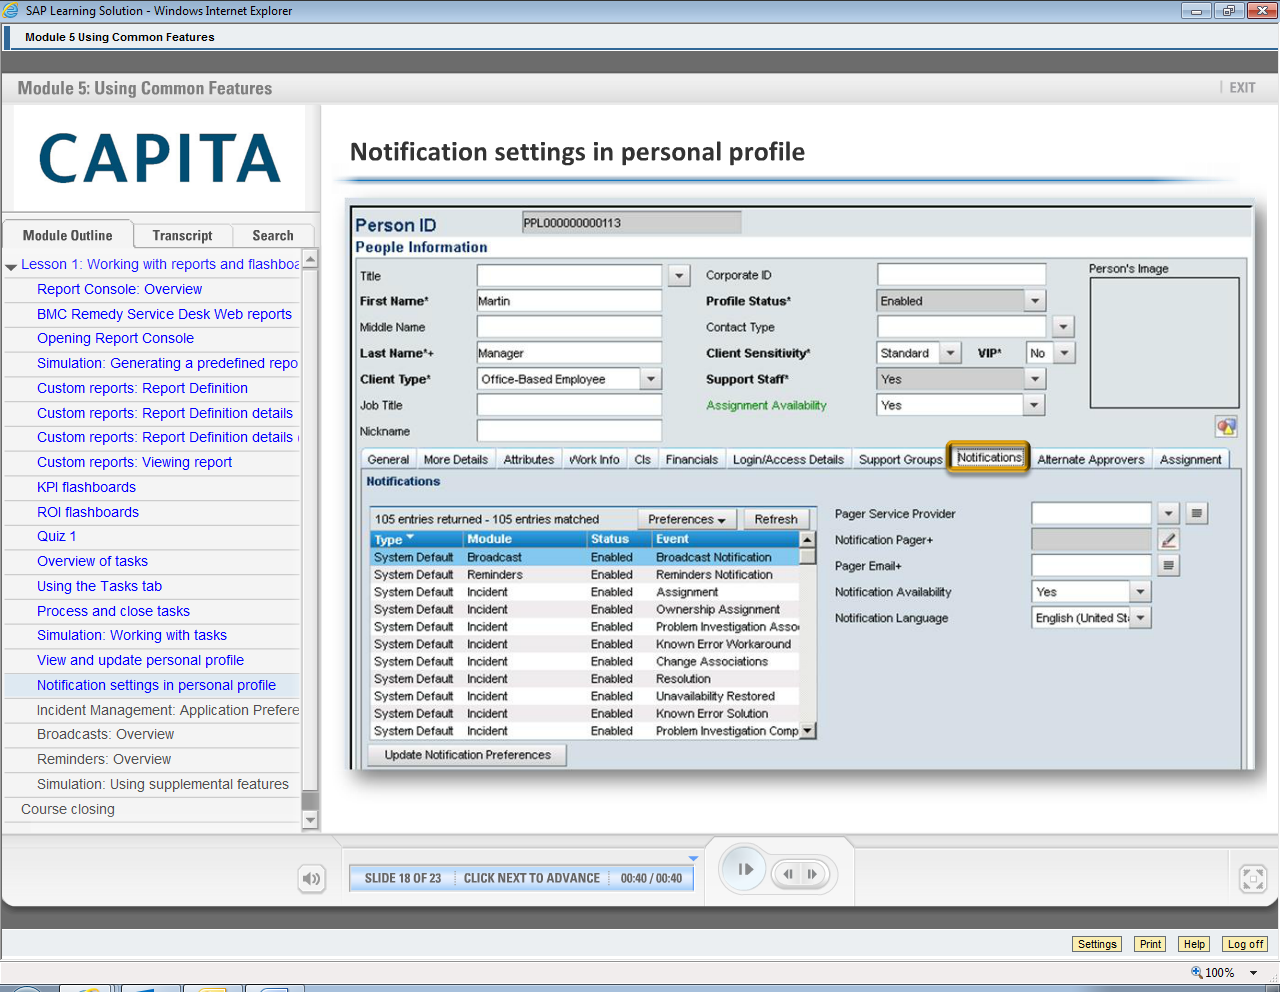 SAP Learning Solution - Windows Internet Explorer
Module 5 Using Common Features
Module 5: Using Common Features
EXIT
CAPITA
Module Outline
Transcript
Search
Lesson 1: Working with reports and flashboa
Report Console: Overview
BMC Remedy Service Desk Web reports
Opening Report Console
Simulation: Generating a predefined repo
Custom reports: Report Definition
Custom reports: Report Definition details
Custom reports: Report Definition details (
Custom reports: Viewing report
KPI flashboards
ROI flashboards
Quiz 1
Overview of tasks
Using the Tasks tab
Process and close tasks
Simulation: Working with tasks
View and update personal profile
Notification settings in personal profile
Incident Management: Application Prefere
Broadcasts: Overview
Reminders: Overview
Simulation: Using supplemental features
Course closing
Notification settings in personal profile
Person ID PPL000000000113
People Information
Title Corporate ID Person's Image
First Name* Martin Profile Status* Enabled
Middle Name Contact Type
Last Name*+ Manager Client Sensitivity* Standard VIP* No
Client Type* Office-Based Employee Support Staff* Yes
Job Title Assignment Availability Yes
Nickname
General More Details Attributes Work Info CIs Financials Login/Access Details Support Groups Notifications Alternate Approvers Assignment
Notifications
105 entries returned - 105 entries matched Preferences Refresh
Type Module Status Event
System Default Broadcast Enabled Broadcast Notification
System Default Reminders Enabled Reminders Notification
System Default Incident Enabled Assignment
System Default Incident Enabled Ownership Assignment
System Default Incident Enabled Problem Investigation Asso
System Default Incident Enabled Known Error Workaround
System Default Incident Enabled Change Associations
System Default Incident Enabled Resolution
System Default Incident Enabled Unavailability Restored
System Default Incident Enabled Known Error Solution
System Default Incident Enabled Problem Investigation Comp
Update Notification Preferences
Pager Service Provider
Notification Pager+
Pager Email+
Notification Availability Yes
Notification Language English (United Sta
SLIDE 18 OF 23 CLICK NEXT TO ADVANCE 00:40 / 00:40
Settings Print Help Log off
100%